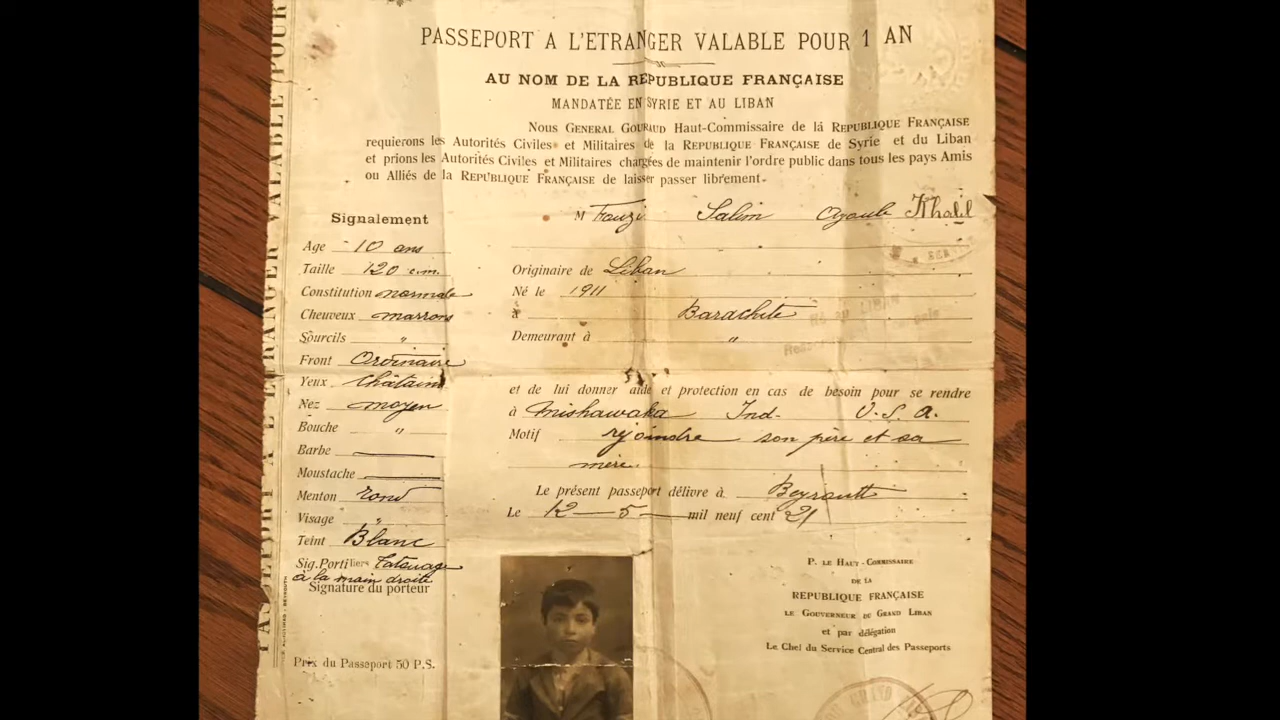 PASSEPORT A L'ETRANGER VALABLE POUR 1 AN
AU NOM DE LA REPUBLIQUE FRANÇAISE
MANDATÉE EN SYRIE ET AU LIBAN
Nous GENERAL GOURAUD Haut-Commissaire de la REPUBLIQUE FRANÇAISE
requierons les Autorités Civiles et Militaires de la REPUBLIQUE FRANÇAISE de Syrie et du Liban
et prions les Autorités Civiles et Militaires chargées de maintenir l'ordre public dans tous les pays Amis
ou Alliés de la REPUBLIQUE FRANÇAISE de laisser passer librement.
Signalement
M Fauzi Salim Ayoub Khalil
Age 10 ans
Taille 120 c.m.
Originaire de Liban
Constitution normale
Né le 1911
Cheuveux marrons
à Barachite
Sourcils "
Demeurant à "
Front Ordinaire
Yeux châtains
et de lui donner aide et protection en cas de besoin pour se rendre
Nez moyen
à Mishawaka Ind. U.S.A.
Bouche "
Motif rejoindre son père et sa
Barbe
mère.
Moustache
Menton rond
Le présent passeport délivre à Beyrouth
Visage "
Le 12 — 5 — mil neuf cent 21
Teint Blanc
Sig.Portiliers Tatouage
à la main droite
Signature du porteur
P. LE HAUT-COMMISSAIRE
DE LA
REPUBLIQUE FRANÇAISE
LE GOUVERNEUR DU GRAND LIBAN
et par délégation
Le Chef du Service Central des Passeports
Prix du Passeport 50 P.S.
PASSEPORT A L'ETRANGER VALABLE POUR